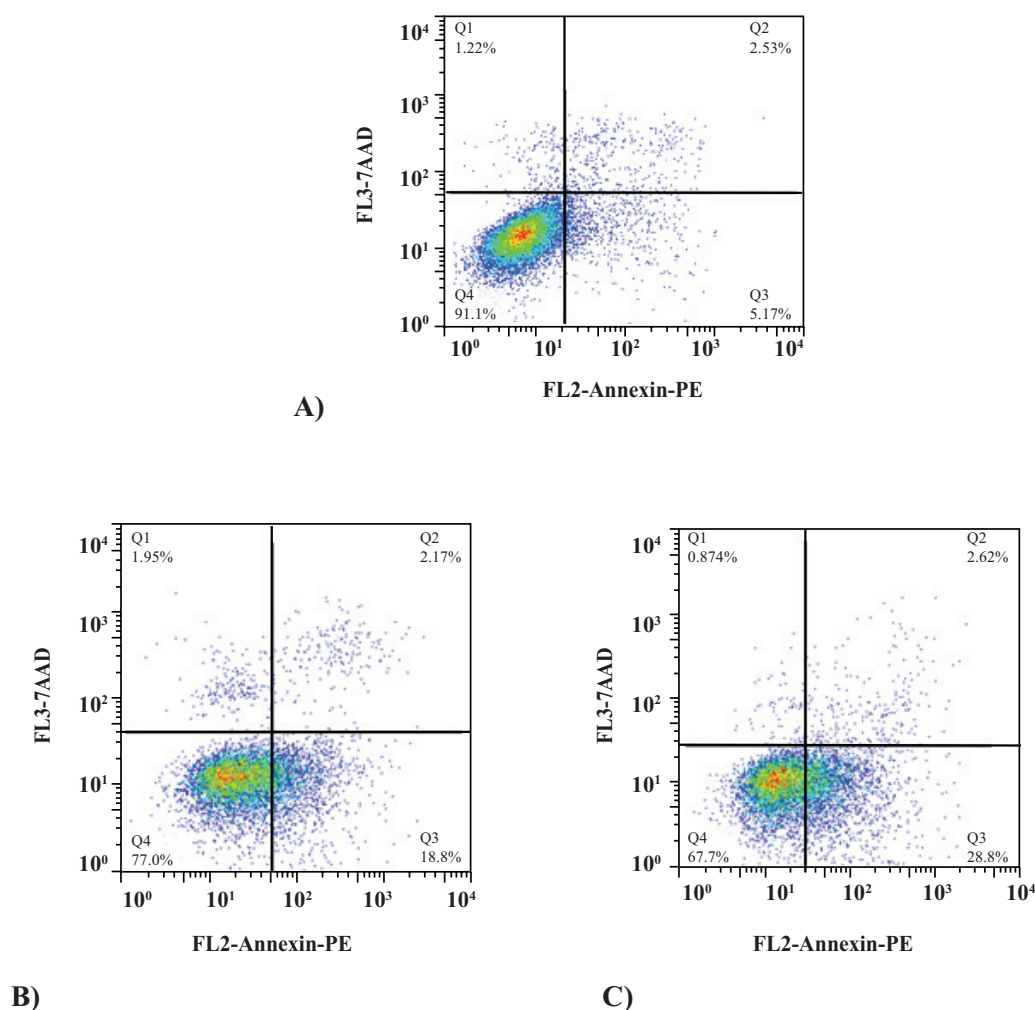 Q1
1.22%
Q2
2.53%
10⁴
10³
10²
10¹
10⁰
FL3-7AAD
Q4
91.1%
Q3
5.17%
10⁰ 10¹ 10² 10³ 10⁴
FL2-Annexin-PE
A)
Q1
1.95%
Q2
2.17%
10⁴
10³
10²
10¹
10⁰
FL3-7AAD
Q4
77.0%
Q3
18.8%
10⁰ 10¹ 10² 10³ 10⁴
FL2-Annexin-PE
B)
Q1
0.874%
Q2
2.62%
10⁴
10³
10²
10¹
10⁰
FL3-7AAD
Q4
67.7%
Q3
28.8%
10⁰ 10¹ 10² 10³ 10⁴
FL2-Annexin-PE
C)